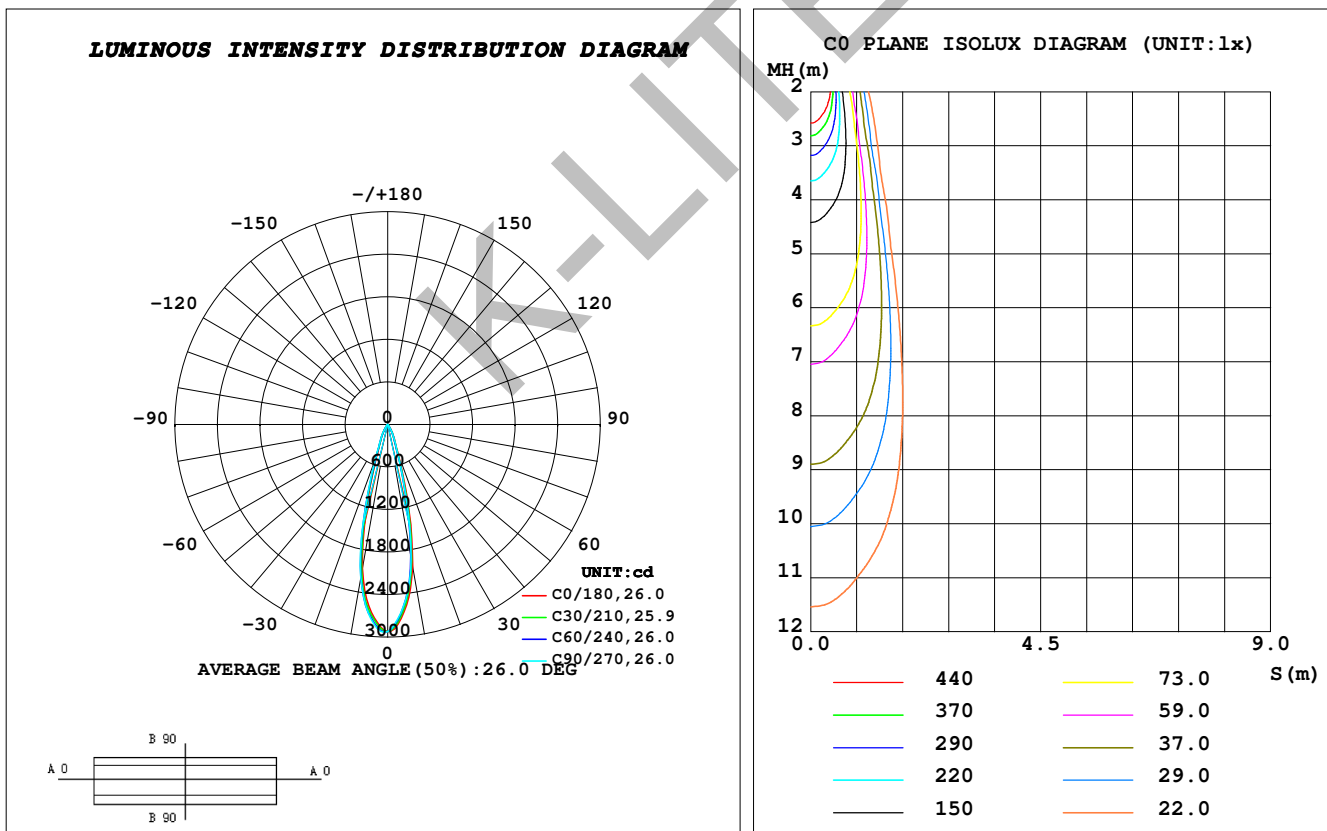 LUMINOUS INTENSITY DISTRIBUTION DIAGRAM
-/+180
-150
150
-120
120
-90
90
-60
60
-30
30
0
0
600
1200
1800
2400
3000
UNIT:cd
C0/180,26.0
C30/210,25.9
C60/240,26.0
C90/270,26.0
AVERAGE BEAM ANGLE(50%):26.0 DEG
B 90
A 0
A 0
B 90
K-LITE
C0 PLANE ISOLUX DIAGRAM (UNIT:lx)
MH(m)
2
3
4
5
6
7
8
9
10
11
12
0.0
4.5
9.0
S(m)
440
73.0
370
59.0
290
37.0
220
29.0
150
22.0